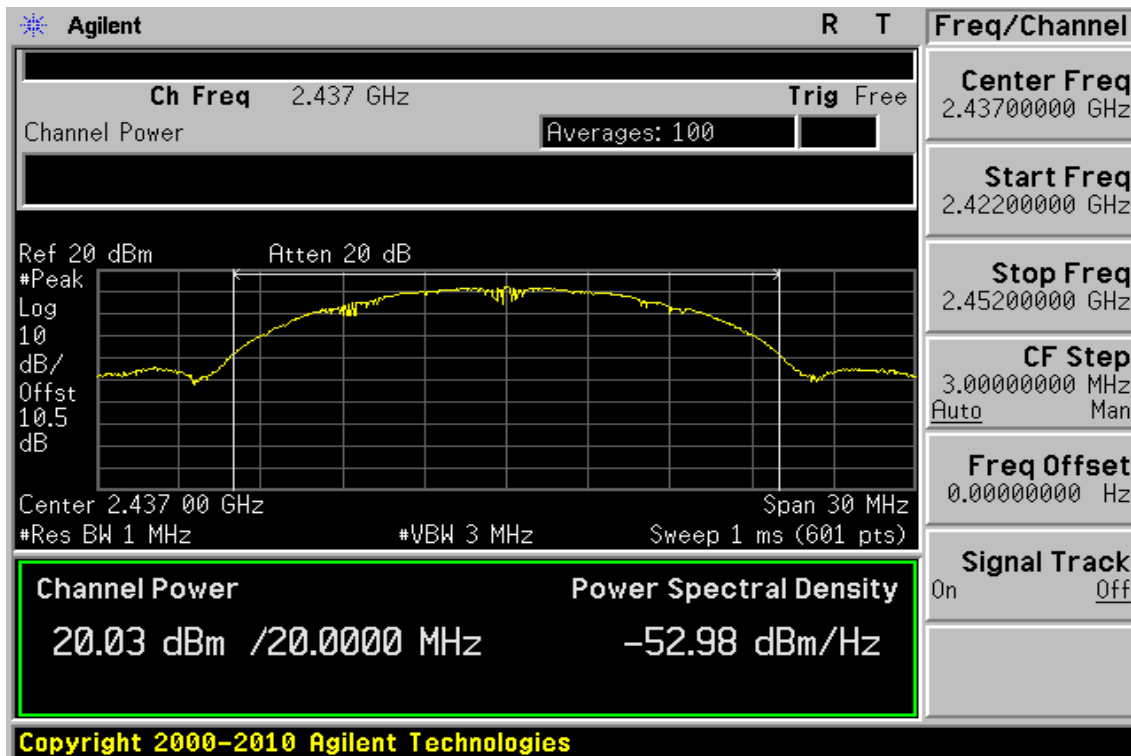 Agilent R T
Ch Freq 2.437 GHz Trig Free
Channel Power Averages: 100
Ref 20 dBm Atten 20 dB
#Peak
Log
10
dB/
Offst
10.5
dB
Center 2.437 00 GHz Span 30 MHz
#Res BW 1 MHz #VBW 3 MHz Sweep 1 ms (601 pts)
Channel Power Power Spectral Density
20.03 dBm /20.0000 MHz -52.98 dBm/Hz
Copyright 2000-2010 Agilent Technologies
Freq/Channel
Center Freq
2.43700000 GHz
Start Freq
2.42200000 GHz
Stop Freq
2.45200000 GHz
CF Step
3.00000000 MHz
Auto Man
Freq Offset
0.00000000 Hz
Signal Track
On Off